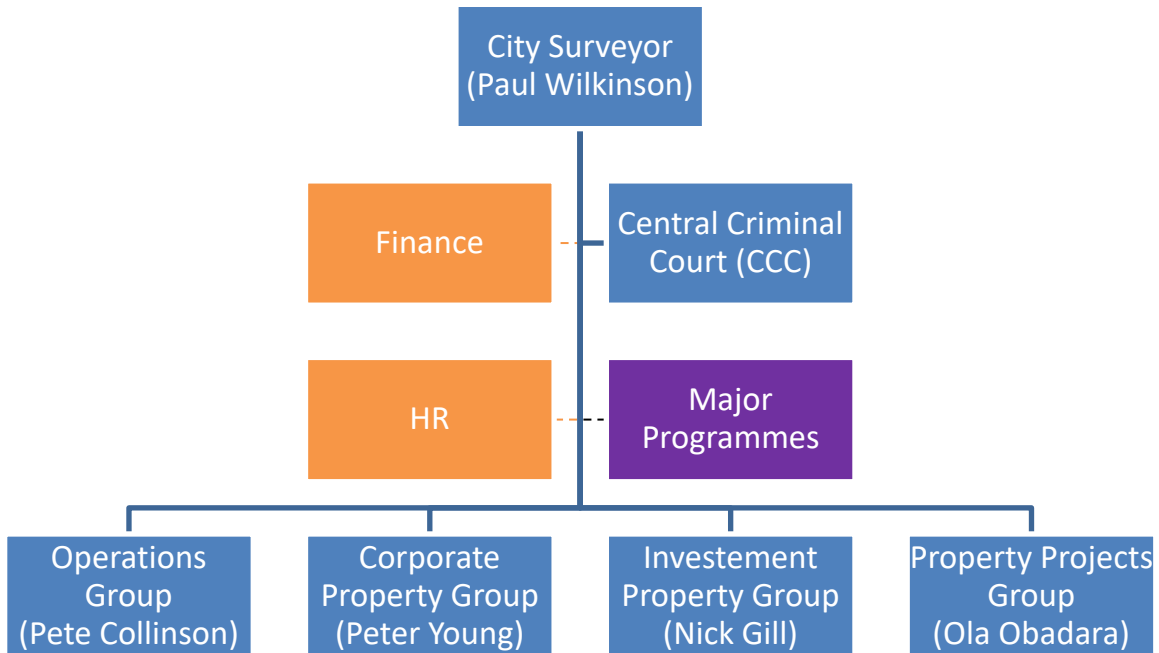 City Surveyor
(Paul Wilkinson)
Finance
Central Criminal
Court (CCC)
HR
Major
Programmes
Operations
Group
(Pete Collinson)
Corporate
Property Group
(Peter Young)
Investement
Property Group
(Nick Gill)
Property Projects
Group
(Ola Obadara)